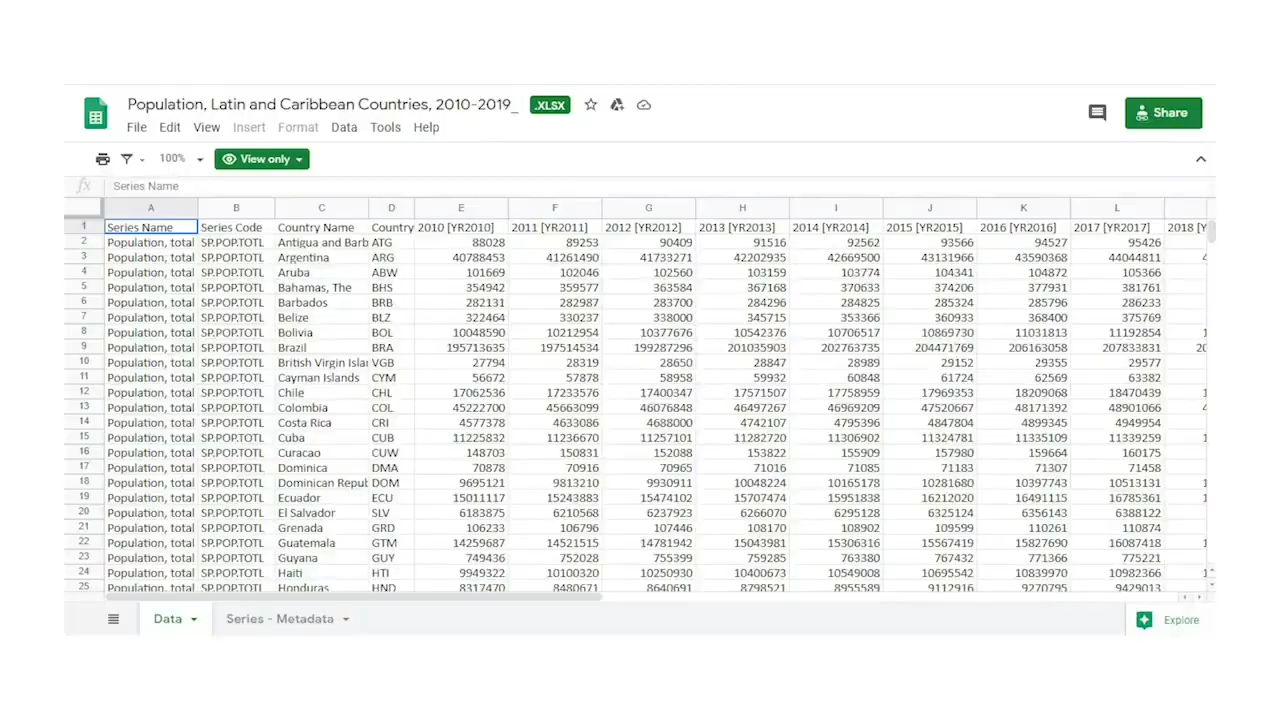 Population, Latin and Caribbean Countries, 2010-2019_ .XLSX
Share
File Edit View Insert Format Data Tools Help
100% View only
fx Series Name
A B C D E F G H I J K L
1 Series Name Series Code Country Name Country 2010 [YR2010] 2011 [YR2011] 2012 [YR2012] 2013 [YR2013] 2014 [YR2014] 2015 [YR2015] 2016 [YR2016] 2017 [YR2017] 2018 [Y
2 Population, total SP.POP.TOTL Antigua and Barb ATG 88028 89253 90409 91516 92562 93566 94527 95426
3 Population, total SP.POP.TOTL Argentina ARG 40788453 41261490 41733271 42202935 42669500 43131966 43590368 44044811 4
4 Population, total SP.POP.TOTL Aruba ABW 101669 102046 102560 103159 103774 104341 104872 105366
5 Population, total SP.POP.TOTL Bahamas, The BHS 354942 359577 363584 367168 370633 374206 377931 381761
6 Population, total SP.POP.TOTL Barbados BRB 282131 282987 283700 284296 284825 285324 285796 286233
7 Population, total SP.POP.TOTL Belize BLZ 322464 330237 338000 345715 353366 360933 368400 375769
8 Population, total SP.POP.TOTL Bolivia BOL 10048590 10212954 10377676 10542376 10706517 10869730 11031813 11192854 1
9 Population, total SP.POP.TOTL Brazil BRA 195713635 197514534 199287296 201035903 202763735 204471769 206163058 207833831 20
10 Population, total SP.POP.TOTL British Virgin Islan VGB 27794 28319 28650 28847 28989 29152 29355 29577
11 Population, total SP.POP.TOTL Cayman Islands CYM 56672 57878 58958 59932 60848 61724 62569 63382
12 Population, total SP.POP.TOTL Chile CHL 17062536 17233576 17400347 17571507 17758959 17969353 18209068 18470439 1
13 Population, total SP.POP.TOTL Colombia COL 45222700 45663099 46076848 46497267 46969209 47520667 48171392 48901066 4
14 Population, total SP.POP.TOTL Costa Rica CRI 4577378 4633086 4688000 4742107 4795396 4847804 4899345 4949954
15 Population, total SP.POP.TOTL Cuba CUB 11225832 11236670 11257101 11282720 11306902 11324781 11335109 11339259 1
16 Population, total SP.POP.TOTL Curacao CUW 148703 150831 152088 153822 155909 157980 159664 160175
17 Population, total SP.POP.TOTL Dominica DMA 70878 70916 70965 71016 71085 71183 71307 71458
18 Population, total SP.POP.TOTL Dominican Repub DOM 9695121 9813210 9930911 10048224 10165178 10281680 10397743 10513131 1
19 Population, total SP.POP.TOTL Ecuador ECU 15011117 15243883 15474102 15707474 15951838 16212020 16491115 16785361 1
20 Population, total SP.POP.TOTL El Salvador SLV 6183875 6210568 6237923 6266070 6295128 6325124 6356143 6388122
21 Population, total SP.POP.TOTL Grenada GRD 106233 106796 107446 108170 108902 109599 110261 110874
22 Population, total SP.POP.TOTL Guatemala GTM 14259687 14521515 14781942 15043981 15306316 15567419 15827690 16087418 1
23 Population, total SP.POP.TOTL Guyana GUY 749436 752028 755399 759285 763380 767432 771366 775221
24 Population, total SP.POP.TOTL Haiti HTI 9949322 10100320 10250930 10400673 10549008 10695542 10839970 10982366 1
25 Population, total SP.POP.TOTL Honduras HND 8317470 8480671 8640691 8798521 8955589 9112916 9270795 9429013
Data Series - Metadata Explore